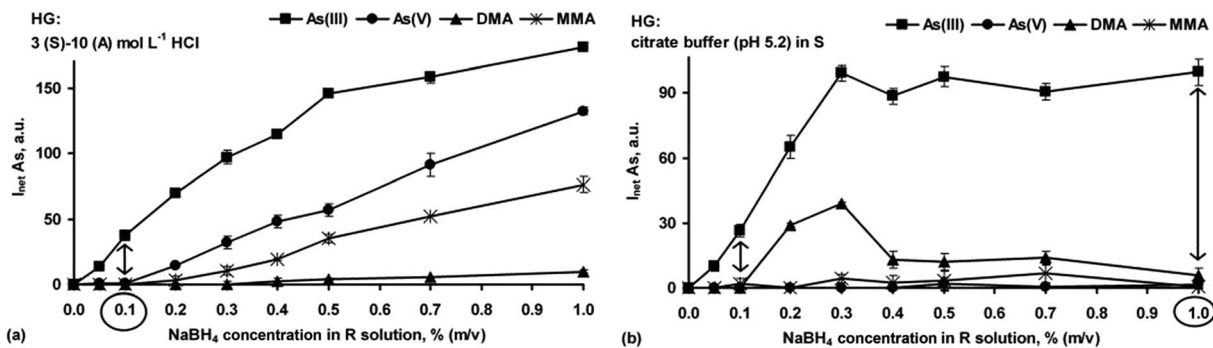 HG:
As(III) As(V) DMA MMA
3 (S)-10 (A) mol L⁻¹ HCl
150
100
50
0
I_net As, a.u.
0.0 0.1 0.2 0.3 0.4 0.5 0.6 0.7 0.8 0.9 1.0
(a) NaBH₄ concentration in R solution, % (m/v)
HG:
As(III) As(V) DMA MMA
citrate buffer (pH 5.2) in S
90
60
30
0
I_net As, a.u.
0.0 0.1 0.2 0.3 0.4 0.5 0.6 0.7 0.8 0.9 1.0
(b) NaBH₄ concentration in R solution, % (m/v)